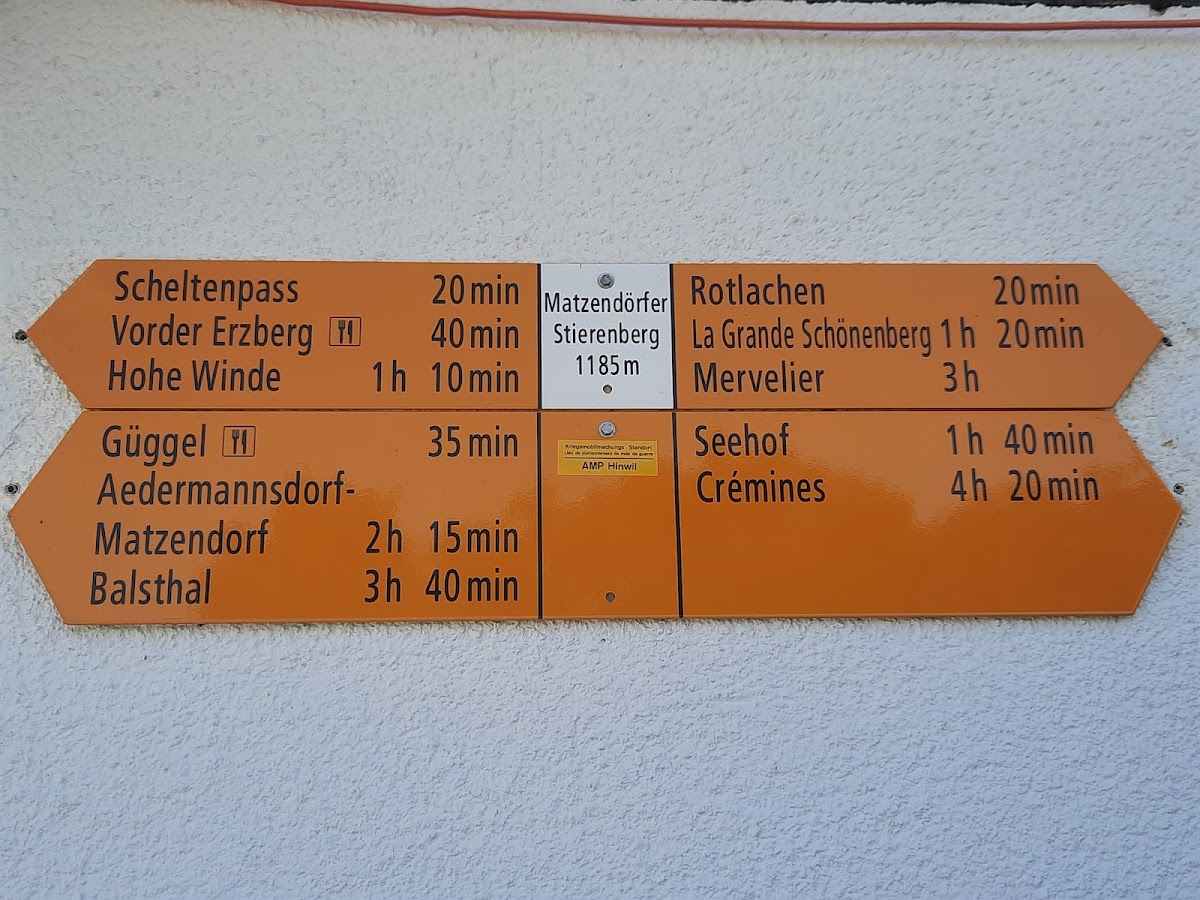 Scheltenpass 20 min
Vorder Erzberg 40 min
Hohe Winde 1 h 10 min
Matzendörfer
Stierenberg
1185 m
Rotlachen 20 min
La Grande Schönenberg 1 h 20 min
Mervelier 3 h
Güggel 35 min
Aedermannsdorf-
Matzendorf 2 h 15 min
Balsthal 3 h 40 min
Kriegsmobilmachungs - Standort
AMP Hinwil
Seehof 1 h 40 min
Crémines 4 h 20 min